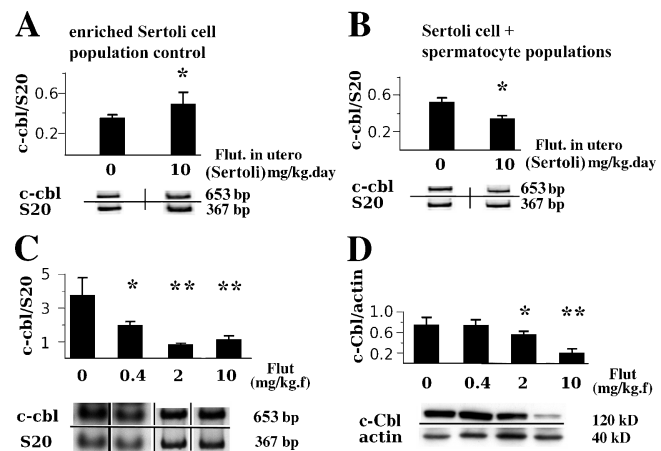 A
enriched Sertoli cell
population control
c-cbl/S20
0.6
0.2
*
0
10
Flut. in utero
(Sertoli) mg/kg.day
c-cbl
653 bp
S20
367 bp
B
Sertoli cell +
spermatocyte populations
c-cbl/S20
0.6
0.2
*
0
10
Flut. in utero
(Sertoli) mg/kg.day
c-cbl
653 bp
S20
367 bp
C
c-cbl/S20
5
3
1
*
**
**
0
0.4
2
10
Flut
(mg/kg.f)
c-cbl
653 bp
S20
367 bp
D
c-Cbl/actin
1.0
0.6
0.2
*
**
0
0.4
2
10
Flut
(mg/kg.f)
c-Cbl
120 kD
actin
40 kD